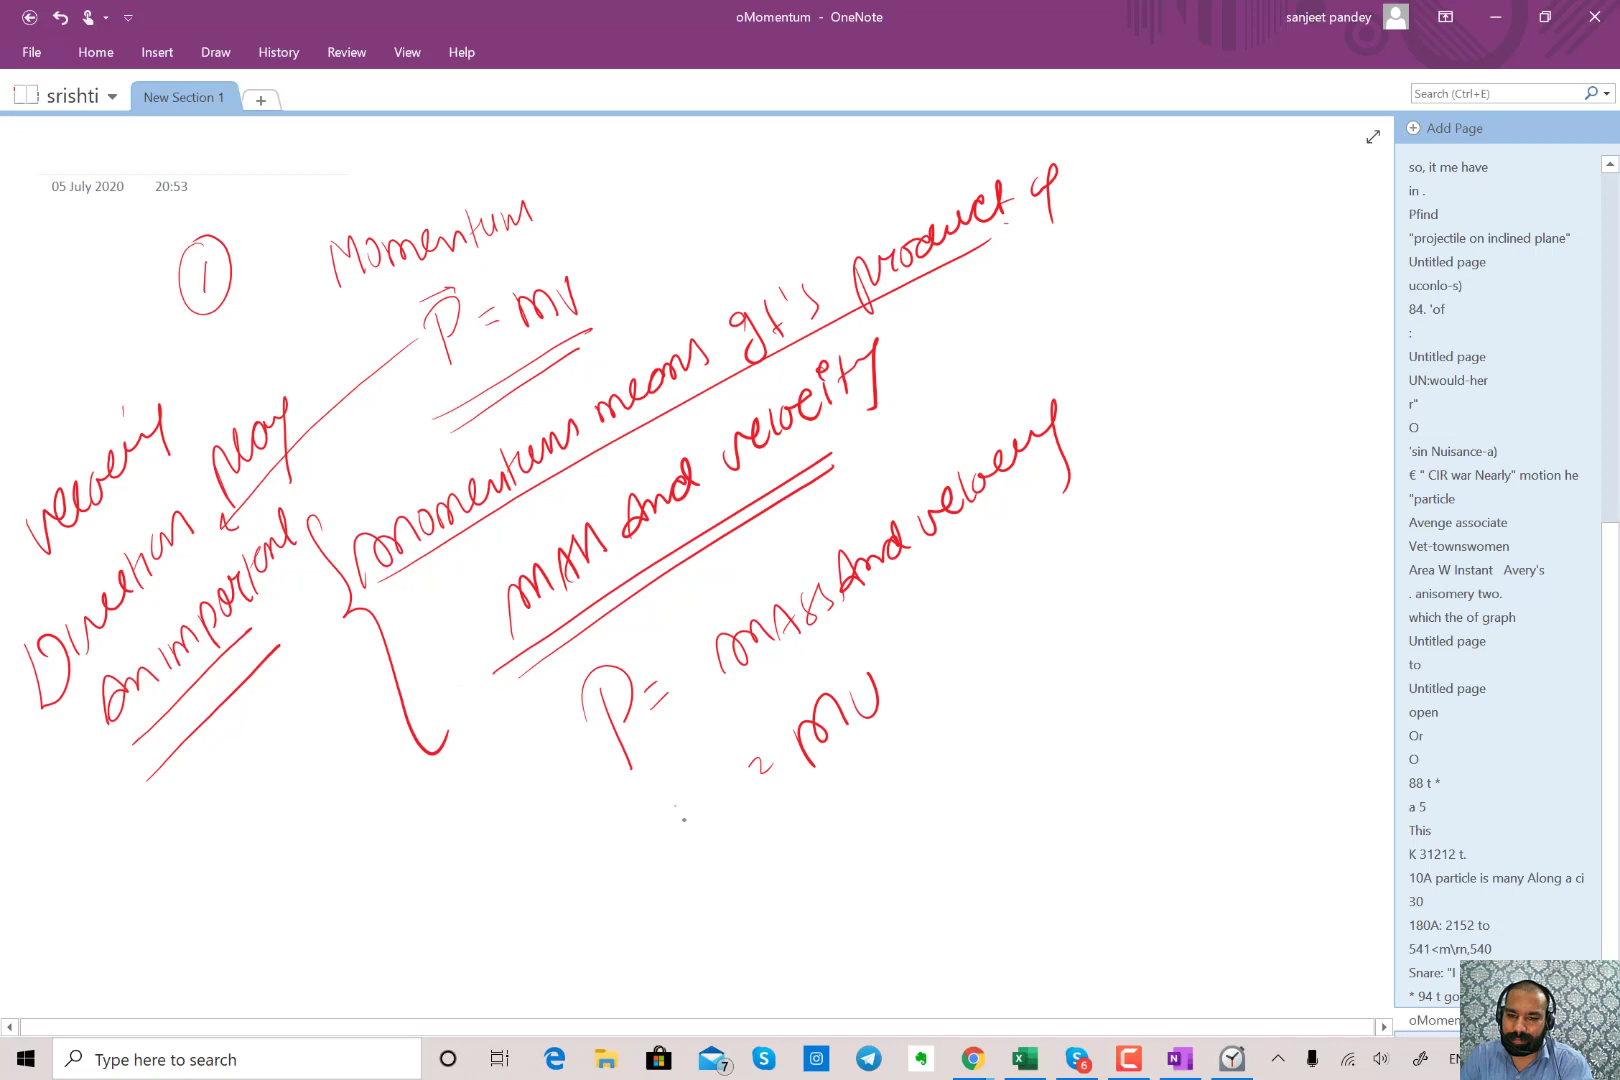 oMomentum - OneNote
sanjeet pandey
File Home Insert Draw History Review View Help
srishti
New Section 1
+
Search (Ctrl+E)
Add Page
05 July 2020 20:53
1 Momentum
P = mv
Momentum means It's product of
MASS And velocity
velocity
Direction play
an important
P = MASS And velocity
= MV
so, it me have
in .
Pfind
"projectile on inclined plane"
Untitled page
uconlo-s)
84. 'of
:
Untitled page
UN:would-her
r"
O
'sin Nuisance-a)
€ " CIR war Nearly" motion he
"particle
Avenge associate
Vet-townswomen
Area W Instant Avery's
. anisomery two.
which the of graph
Untitled page
to
Untitled page
open
Or
O
88 t *
a 5
This
K 31212 t.
10A particle is many Along a ci
30
180A: 2152 to
541<m\rn,540
Snare: "I
* 94 t go
oMomen
Type here to search
7
6